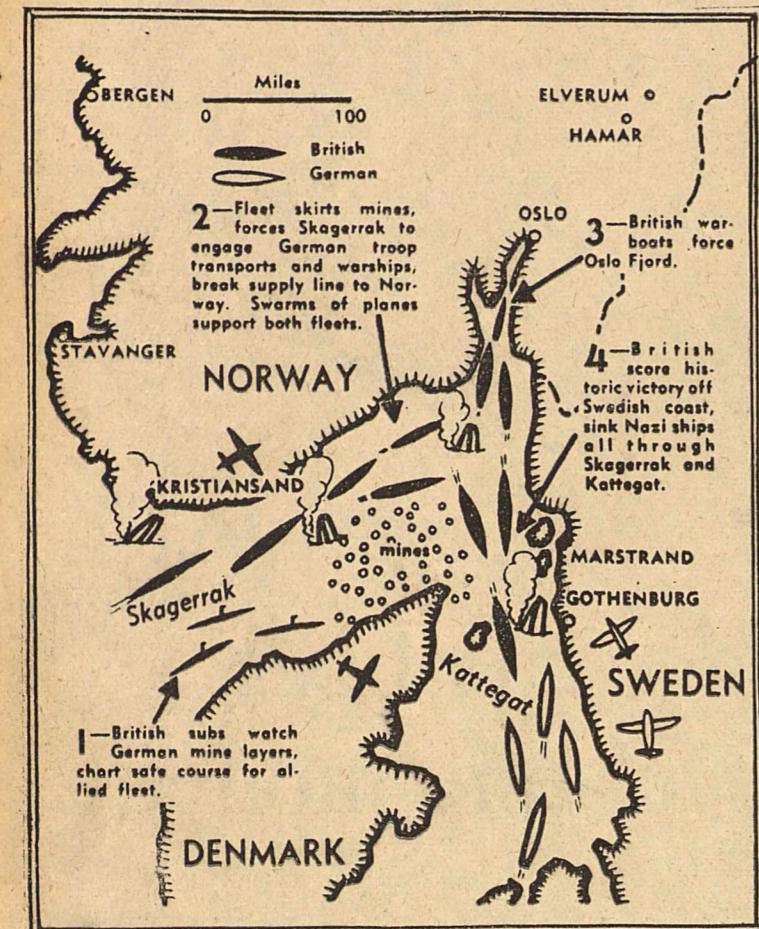 BERGEN
Miles
0 100
British
German
ELVERUM
HAMAR
2—Fleet skirts mines,
forces Skagerrak to
engage German troop
transports and warships,
break supply line to Nor-
way. Swarms of planes
support both fleets.
OSLO
3—British war-
boats force
Oslo Fjord.
STAVANGER
NORWAY
4—British
score his-
toric victory off
Swedish coast,
sink Nazi ships
all through
Skagerrak and
Kattegat.
KRISTIANSAND
mines
MARSTRAND
Skagerrak
GOTHENBURG
Kattegat
SWEDEN
1—British subs watch
German mine layers,
chart safe course for al-
lied fleet.
DENMARK